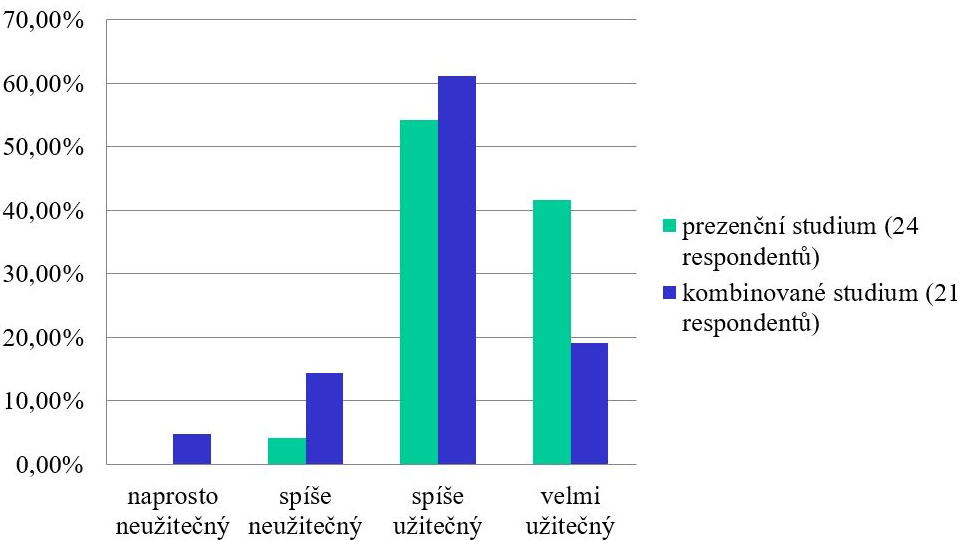 70,00%
60,00%
50,00%
40,00%
30,00%
20,00%
10,00%
0,00%
naprosto
neužitečný
spíše
neužitečný
spíše
užitečný
velmi
užitečný
prezenční studium (24
respondentů)
kombinované studium (21
respondentů)